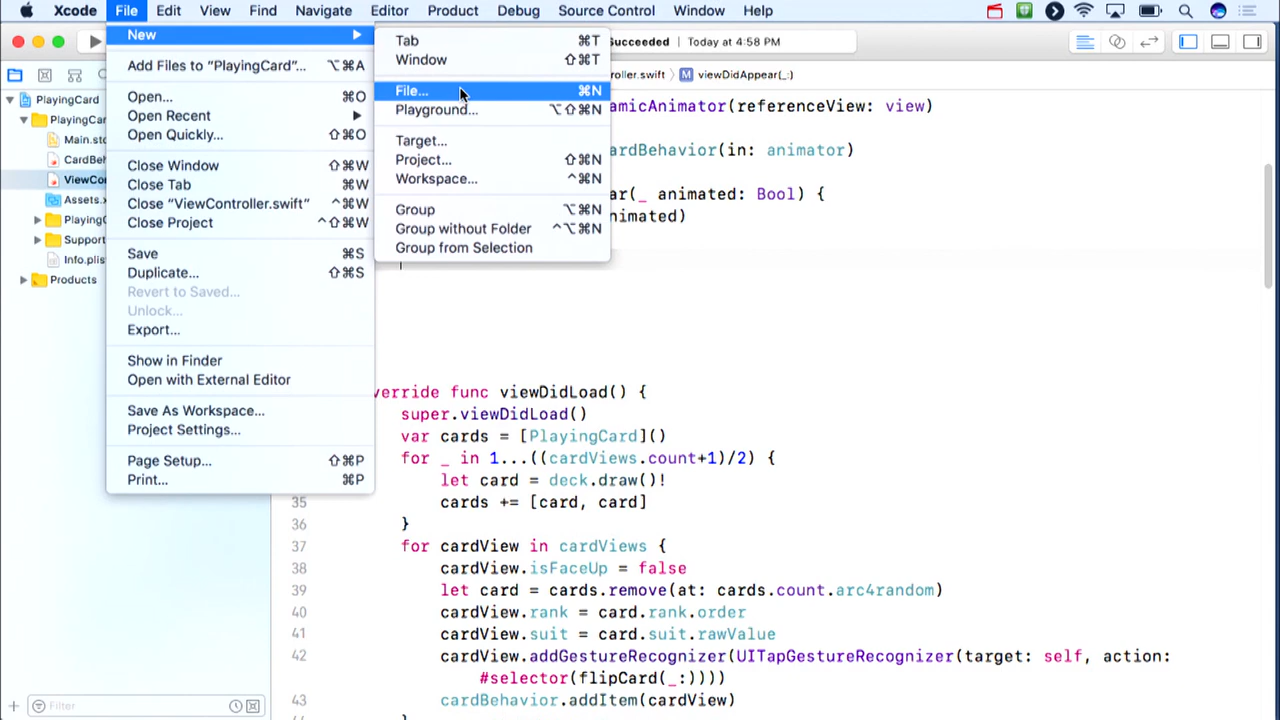 Xcode File Edit View Find Navigate Editor Product Debug Source Control Window Help
New
Add Files to “PlayingCard”... ⌥⌘A
Open... ⌘O
Open Recent
Open Quickly... ⇧⌘O
Close Window ⇧⌘W
Close Tab ⌘W
Close “ViewController.swift” ^⌘W
Close Project ^⇧⌘W
Save ⌘S
Duplicate... ⇧⌘S
Revert to Saved...
Unlock...
Export...
Show in Finder
Open with External Editor
Save As Workspace...
Project Settings...
Page Setup... ⇧⌘P
Print... ⌘P
Tab ⌘T
Window ⇧⌘T
File... ⌘N
Playground... ⌥⇧⌘N
Target...
Project... ⇧⌘N
Workspace... ^⌘N
Group ⌥⌘N
Group without Folder ^⌥⌘N
Group from Selection
Succeeded | Today at 4:58 PM
ller.swift M viewDidAppear(_:)
PlayingCard
PlayingCar
Main.sto
CardBeh
ViewCon
Assets.x
PlayingC
Support
Info.plis
Products
Filter
amicAnimator(referenceView: view)
ardBehavior(in: animator)
ar(_ animated: Bool) {
nimated)
verride func viewDidLoad() {
super.viewDidLoad()
var cards = [PlayingCard]()
for _ in 1...((cardViews.count+1)/2) {
let card = deck.draw()!
35 cards += [card, card]
36 }
37 for cardView in cardViews {
38 cardView.isFaceUp = false
39 let card = cards.remove(at: cards.count.arc4random)
40 cardView.rank = card.rank.order
41 cardView.suit = card.suit.rawValue
42 cardView.addGestureRecognizer(UITapGestureRecognizer(target: self, action:
#selector(flipCard(_:))))
43 cardBehavior.addItem(cardView)